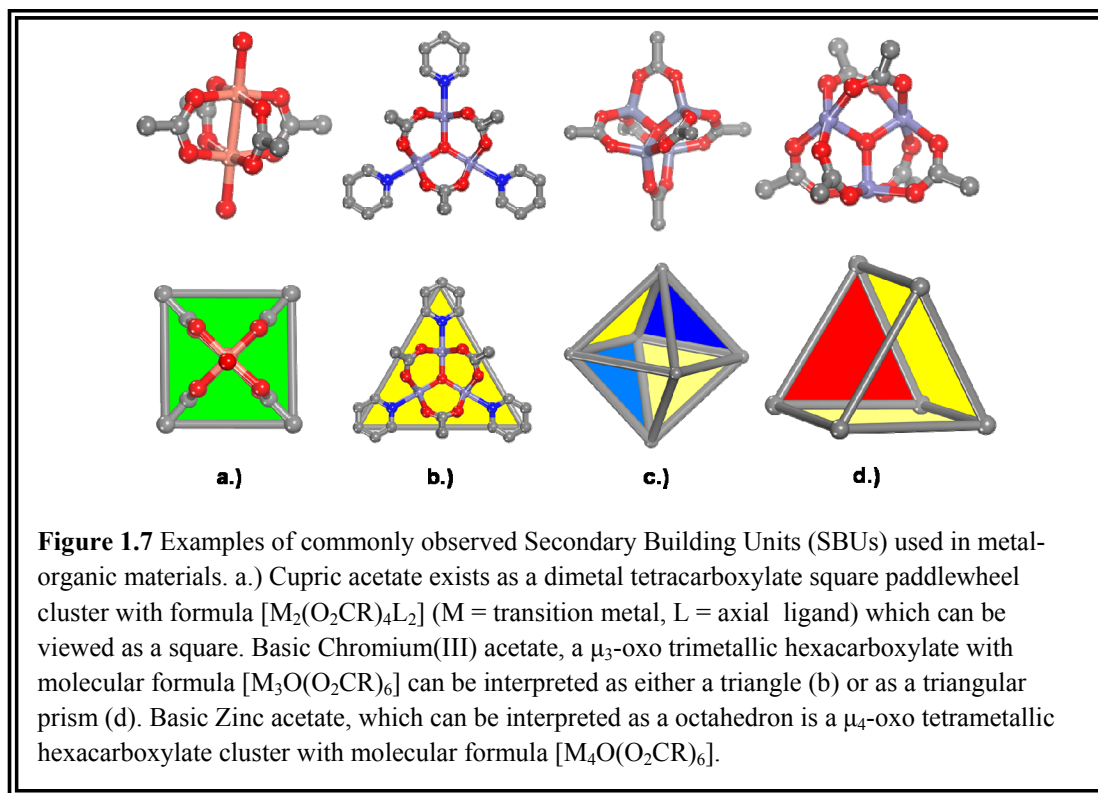 a.) b.) c.) d.)
Figure 1.7 Examples of commonly observed Secondary Building Units (SBUs) used in metal-
organic materials. a.) Cupric acetate exists as a dimetal tetracarboxylate square paddlewheel
cluster with formula [M₂(O₂CR)₄L₂] (M = transition metal, L = axial ligand) which can be
viewed as a square. Basic Chromium(III) acetate, a μ₃-oxo trimetallic hexacarboxylate with
molecular formula [M₃O(O₂CR)₆] can be interpreted as either a triangle (b) or as a triangular
prism (d). Basic Zinc acetate, which can be interpreted as a octahedron is a μ₄-oxo tetrametallic
hexacarboxylate cluster with molecular formula [M₄O(O₂CR)₆].